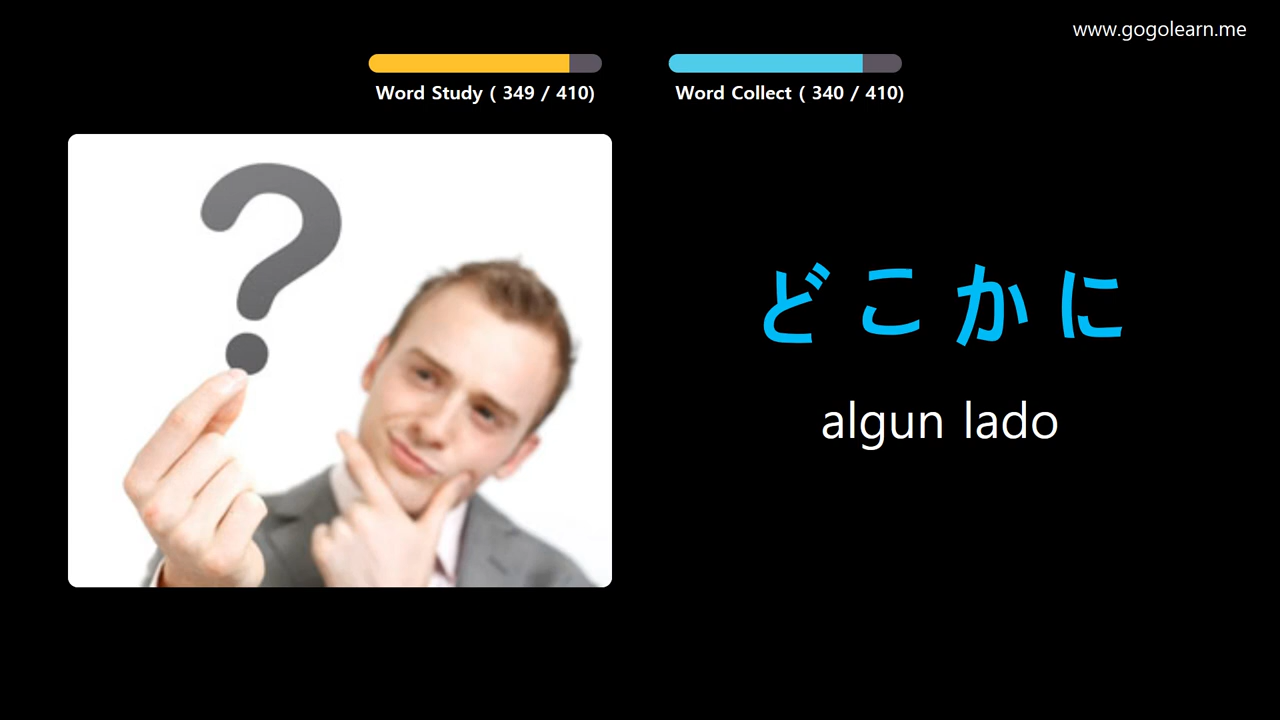 www.gogolearn.me
Word Study ( 349 / 410)
Word Collect ( 340 / 410)
?
どこかに
algun lado